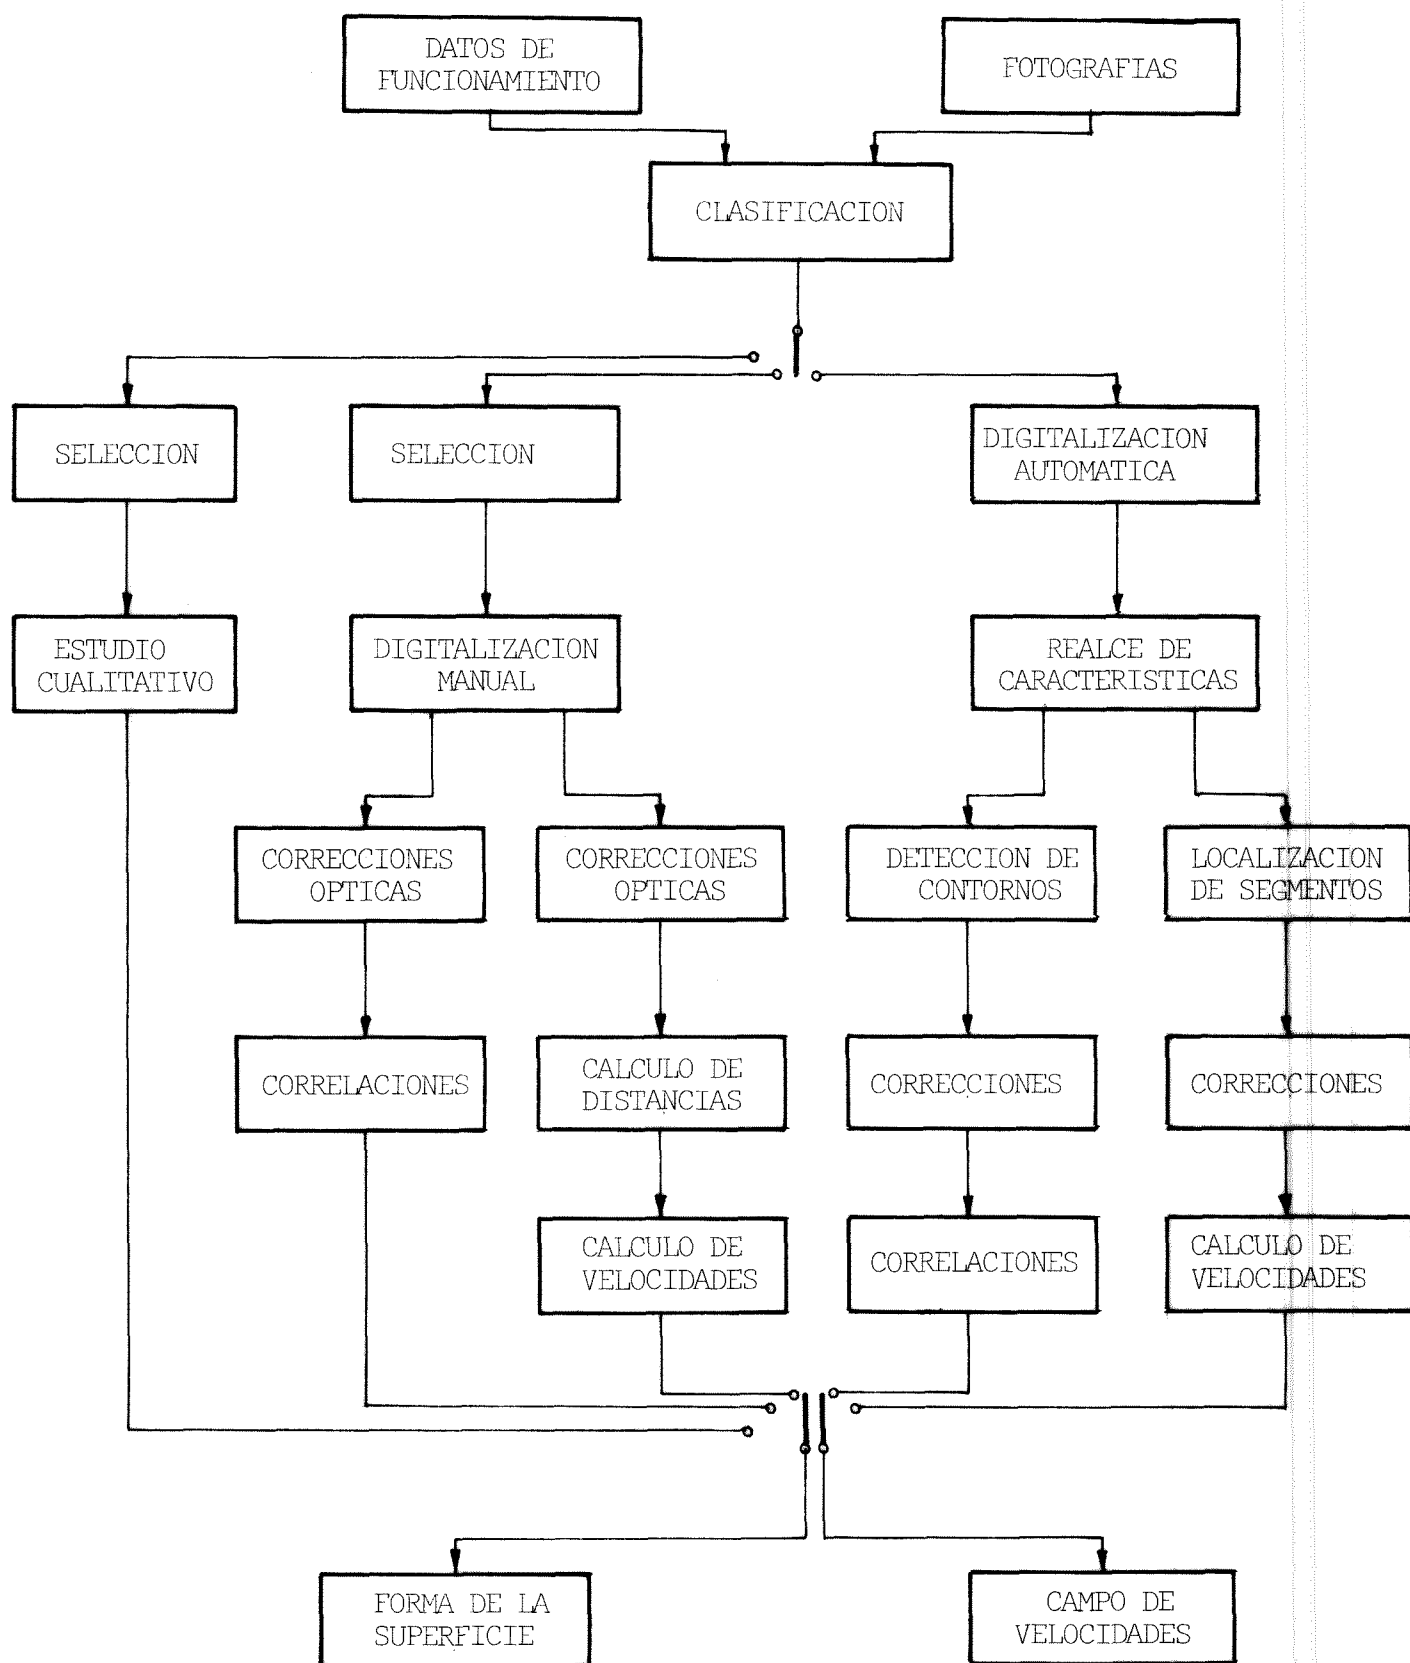 DATOS DE
FUNCIONAMIENTO
FOTOGRAFIAS
CLASIFICACION
SELECCION
SELECCION
DIGITALIZACION
AUTOMATICA
ESTUDIO
CUALITATIVO
DIGITALIZACION
MANUAL
REALCE DE
CARACTERISTICAS
CORRECCIONES
OPTICAS
CORRECCIONES
OPTICAS
DETECCION DE
CONTORNOS
LOCALIZACION
DE SEGMENTOS
CORRELACIONES
CALCULO DE
DISTANCIAS
CORRECCIONES
CORRECCIONES
CALCULO DE
VELOCIDADES
CORRELACIONES
CALCULO DE
VELOCIDADES
FORMA DE LA
SUPERFICIE
CAMPO DE
VELOCIDADES